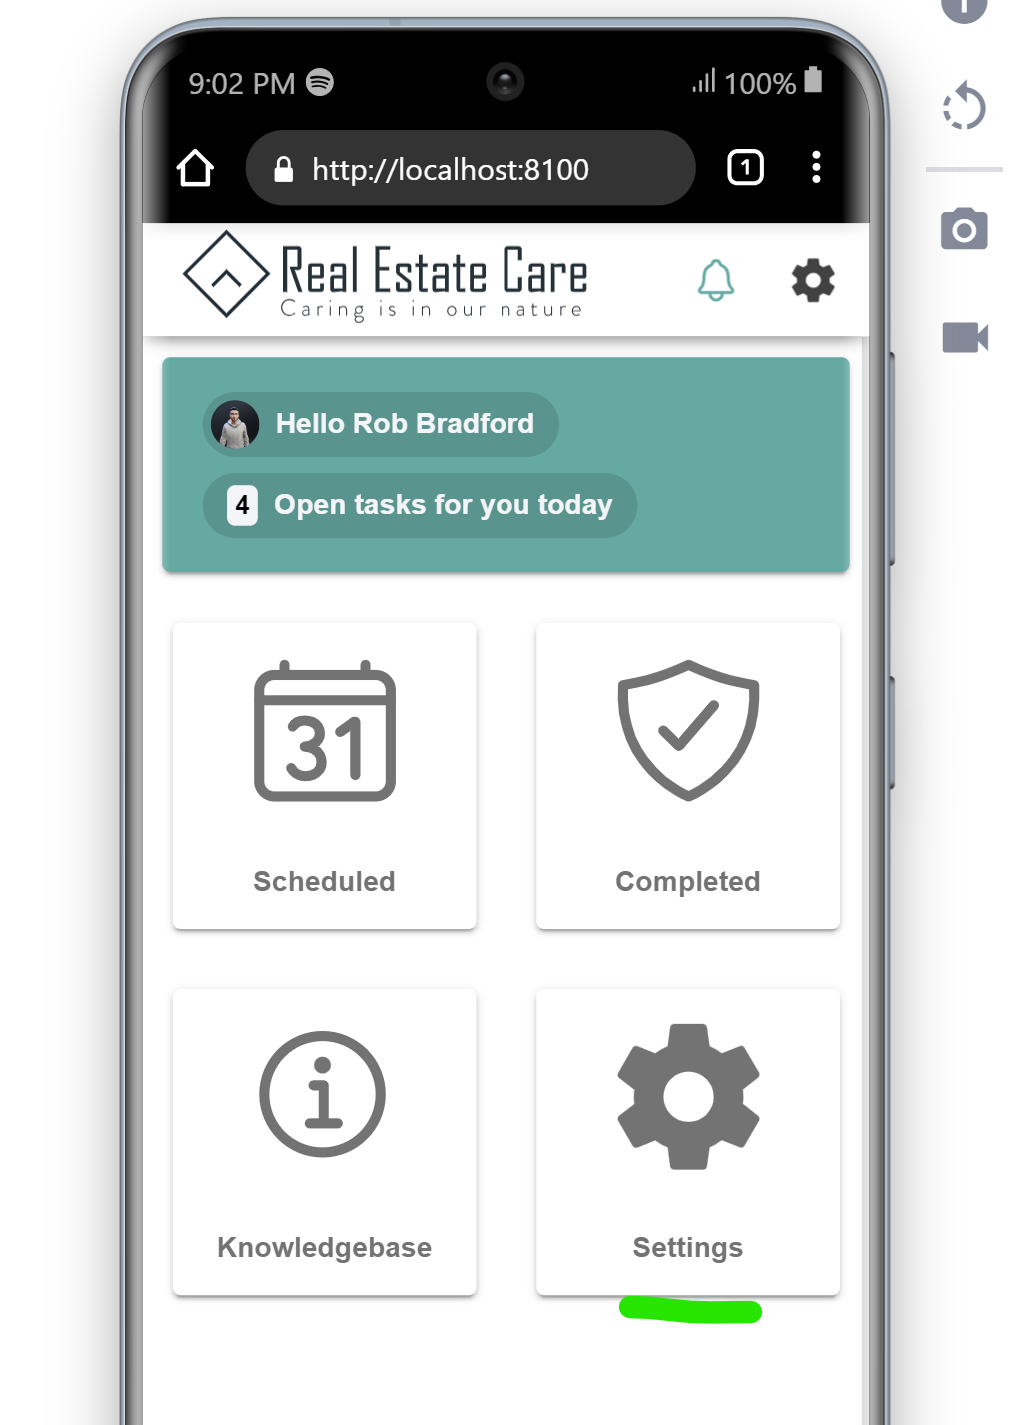 9:02 PM 100%
http://localhost:8100 1
Real Estate Care
Caring is in our nature
Hello Rob Bradford
4 Open tasks for you today
31
Scheduled
Completed
Knowledgebase
Settings